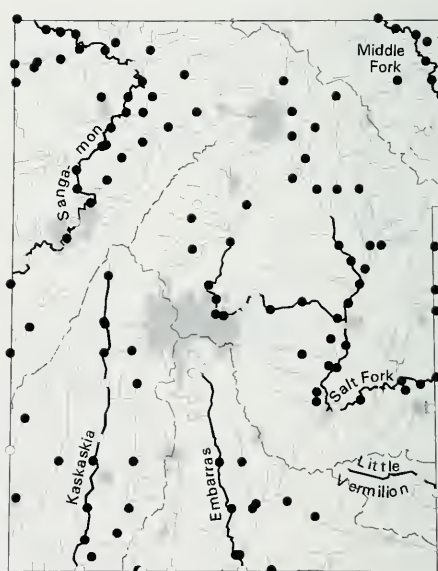 Middle
Fork
Sanga-
mon
Salt Fork
Kaskaskia
Embarras
Little
Vermilion